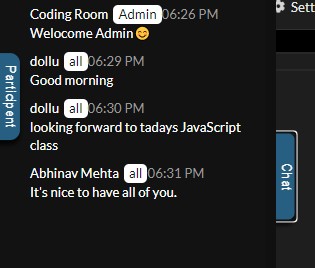 Coding Room Admin 06:26 PM
Welocome Admin😊
Sett
dollu all 06:29 PM
Good morning
Particlpent
dollu all 06:30 PM
looking forward to tadays JavaScript
class
Chat
Abhinav Mehta all 06:31 PM
It's nice to have all of you.